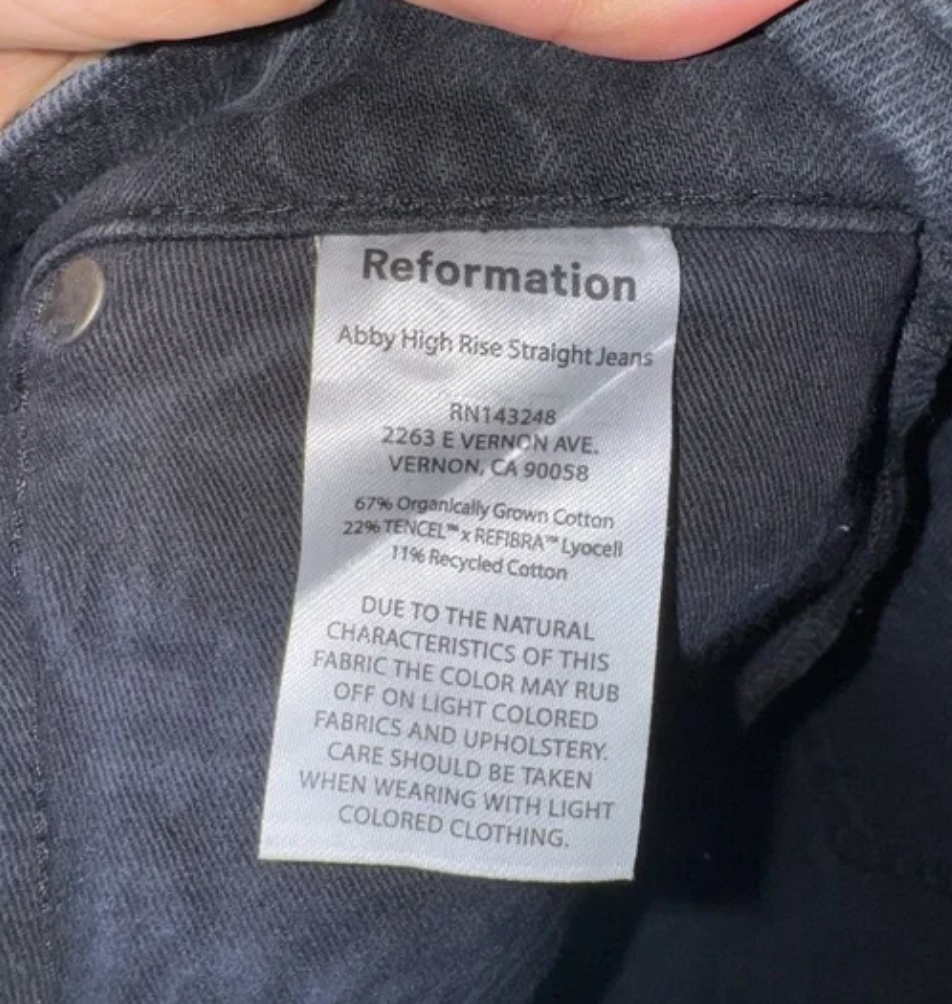 Reformation
Abby High Rise Straight Jeans
RN143248
2263 E VERNON AVE.
VERNON, CA 90058
67% Organically Grown Cotton
22% TENCEL™ x REFIBRA™ Lyocell
11% Recycled Cotton
DUE TO THE NATURAL
CHARACTERISTICS OF THIS
FABRIC THE COLOR MAY RUB
OFF ON LIGHT COLORED
FABRICS AND UPHOLSTERY.
CARE SHOULD BE TAKEN
WHEN WEARING WITH LIGHT
COLORED CLOTHING.